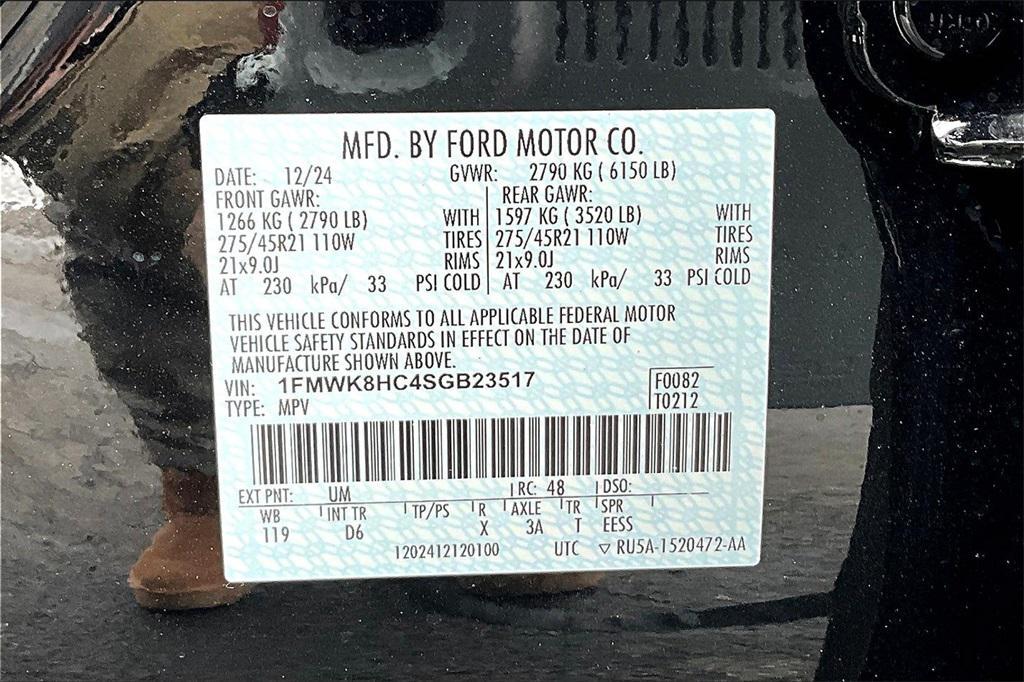 MFD. BY FORD MOTOR CO.
DATE: 12/24 GVWR: 2790 KG ( 6150 LB)
FRONT GAWR: REAR GAWR:
1266 KG ( 2790 LB) WITH 1597 KG ( 3520 LB) WITH
275/45R21 110W TIRES 275/45R21 110W TIRES
21x9.0J RIMS 21x9.0J RIMS
AT 230 kPa/ 33 PSI COLD AT 230 kPa/ 33 PSI COLD
THIS VEHICLE CONFORMS TO ALL APPLICABLE FEDERAL MOTOR
VEHICLE SAFETY STANDARDS IN EFFECT ON THE DATE OF
MANUFACTURE SHOWN ABOVE.
VIN: 1FMWK8HC4SGB23517 F0082
TYPE: MPV T0212
EXT PNT: UM RC: 48 DSO:
WB INT TR TP/PS R AXLE TR SPR
119 D6 X 3A T EESS
1202412120100 UTC ▽ RU5A-1520472-AA